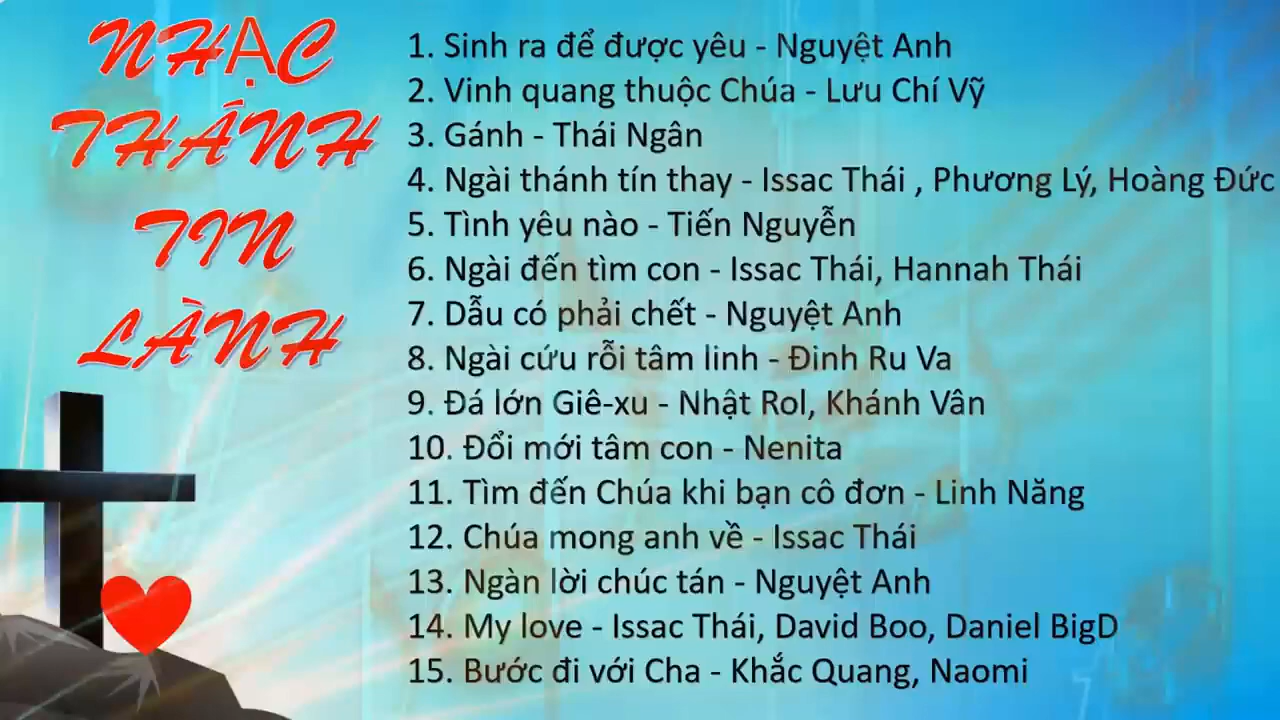 NHẠC
THÁNH
TIN
LÀNH
1. Sinh ra để được yêu - Nguyệt Anh
2. Vinh quang thuộc Chúa - Lưu Chí Vỹ
3. Gánh - Thái Ngân
4. Ngài thánh tín thay - Issac Thái , Phương Lý, Hoàng Đức
5. Tình yêu nào - Tiến Nguyễn
6. Ngài đến tìm con - Issac Thái, Hannah Thái
7. Dẫu có phải chết - Nguyệt Anh
8. Ngài cứu rỗi tâm linh - Đinh Ru Va
9. Đá lớn Giê-xu - Nhật Rol, Khánh Vân
10. Đổi mới tâm con - Nenita
11. Tìm đến Chúa khi bạn cô đơn - Linh Năng
12. Chúa mong anh về - Issac Thái
13. Ngàn lời chúc tán - Nguyệt Anh
14. My love - Issac Thái, David Boo, Daniel BigD
15. Bước đi với Cha - Khắc Quang, Naomi